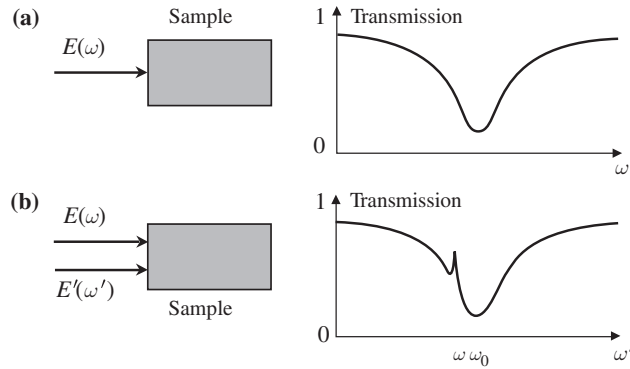 (a)
Sample
E(ω)
1
Transmission
0
ω
(b)
E(ω)
E′(ω′)
Sample
1
Transmission
0
ω ω₀
ω′